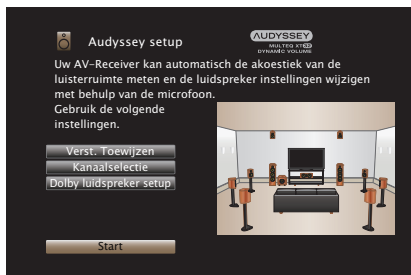 Audyssey setup
AUDYSSEY
MULTEQ XT32
DYNAMIC VOLUME
Uw AV-Receiver kan automatisch de akoestiek van de
luisterruimte meten en de luidspreker instellingen wijzigen
met behulp van de microfoon.
Gebruik de volgende
instellingen.
Verst. Toewijzen
Kanaalselectie
Dolby luidspreker setup
Start